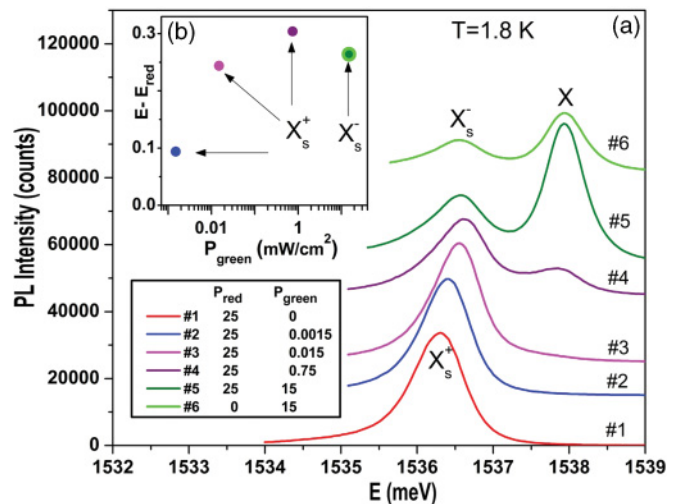 (b)
T=1.8 K
(a)
E- E_red
0.3
0.1
0.0
X_s^+
X_s^-
0.01
1
P_green (mW/cm²)
X_s^-
X
#6
#5
#4
#3
#2
#1
X_s^+
P_red P_green
#1 25 0
#2 25 0.0015
#3 25 0.015
#4 25 0.75
#5 25 15
#6 0 15
PL Intensity (counts)
120000
100000
80000
60000
40000
20000
0
1532 1533 1534 1535 1536 1537 1538 1539
E (meV)